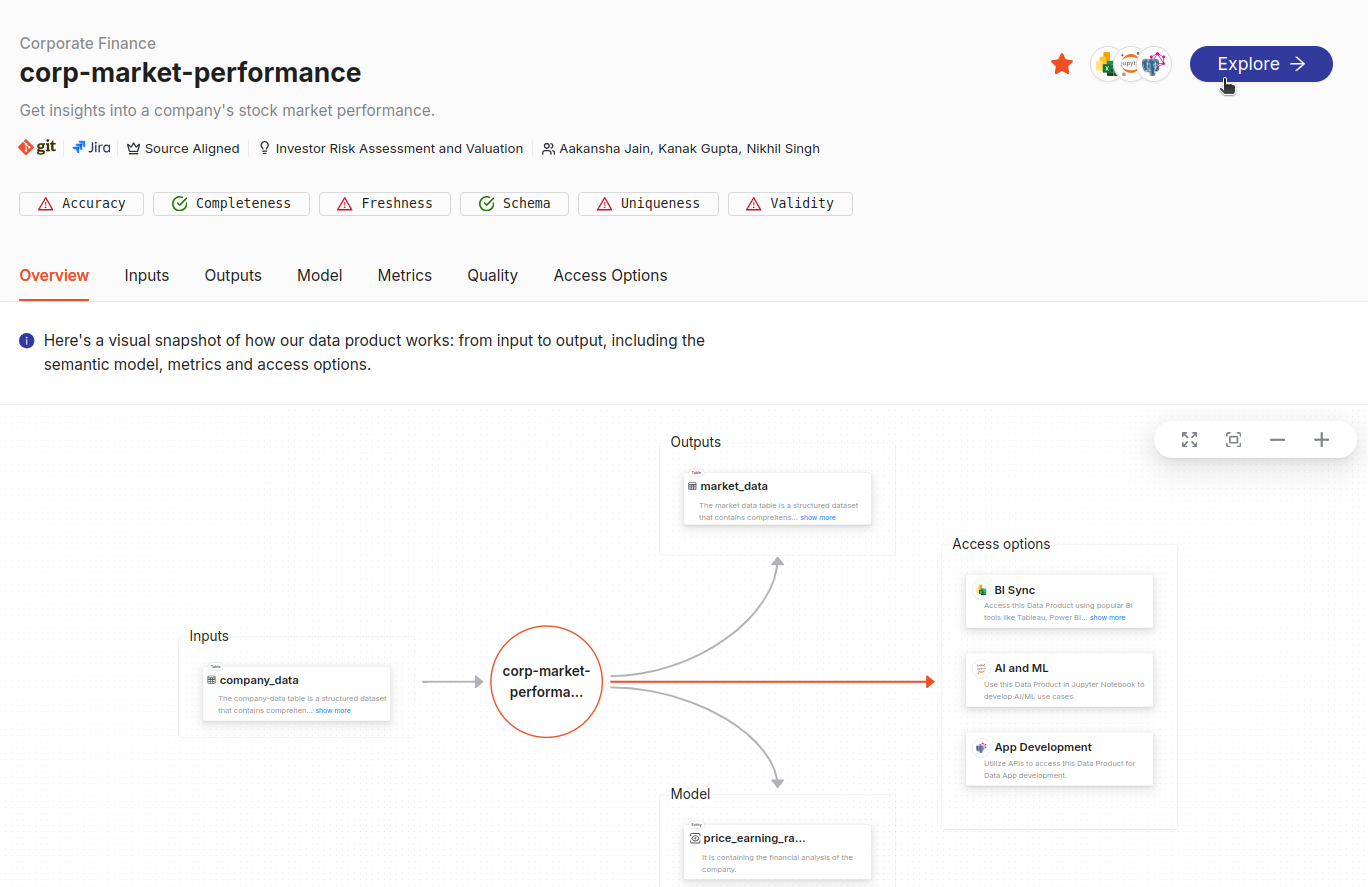 Corporate Finance
corp-market-performance
Get insights into a company's stock market performance.
Explore
git Jira Source Aligned Investor Risk Assessment and Valuation Aakansha Jain, Kanak Gupta, Nikhil Singh
Accuracy Completeness Freshness Schema Uniqueness Validity
Overview Inputs Outputs Model Metrics Quality Access Options
Here's a visual snapshot of how our data product works: from input to output, including the
semantic model, metrics and access options.
Outputs
Table
market_data
The market data table is a structured dataset
that contains comprehens... show more
Inputs
Table
company_data
The company-data table is a structured dataset
that contains comprehen... show more
corp-market-
performa...
Access options
BI Sync
Access this Data Product using popular BI
tools like Tableau, Power BI... show more
AI and ML
Use this Data Product in Jupyter Notebook to
develop AI/ML use cases.
App Development
Utilize APIs to access this Data Product for
Data App development.
Model
Entity
price_earning_ra...
It is containing the financial analysis of the
company.